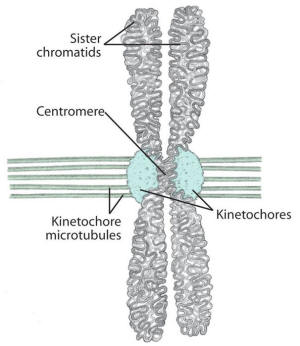 Sister
chromatids
Centromere
Kinetochore
microtubules
Kinetochores